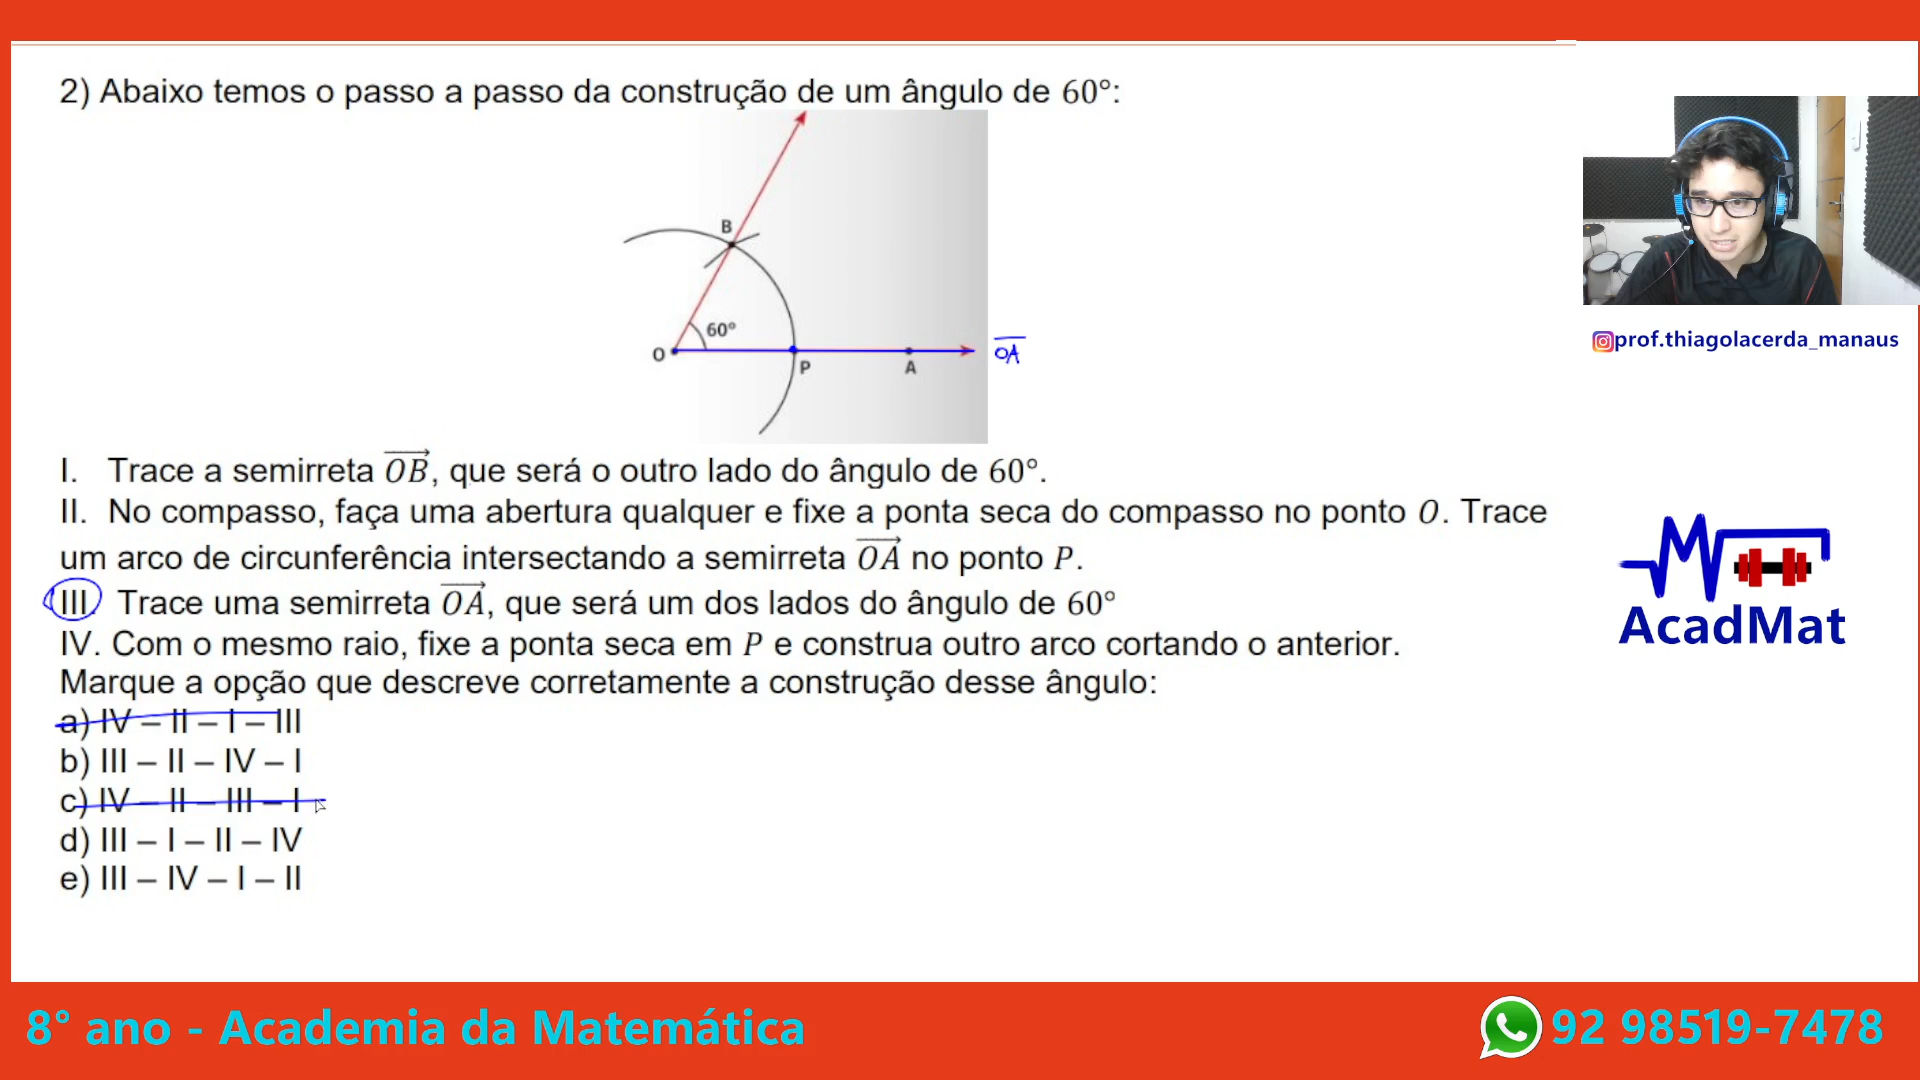 2) Abaixo temos o passo a passo da construção de um ângulo de 60°:
B
60°
O
P
A
OA
I. Trace a semirreta OB, que será o outro lado do ângulo de 60°.
II. No compasso, faça uma abertura qualquer e fixe a ponta seca do compasso no ponto O. Trace
um arco de circunferência intersectando a semirreta OA no ponto P.
III. Trace uma semirreta OA, que será um dos lados do ângulo de 60°
IV. Com o mesmo raio, fixe a ponta seca em P e construa outro arco cortando o anterior.
Marque a opção que descreve corretamente a construção desse ângulo:
a) IV – II – I – III
b) III – II – IV – I
c) IV – II – III – I
d) III – I – II – IV
e) III – IV – I – II
prof.thiagolacerda_manaus
M
AcadMat
8° ano - Academia da Matemática
92 98519-7478